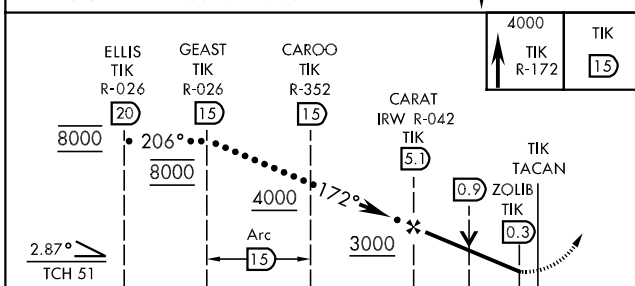 4000
TIK
R-172
TIK
15
ELLIS
TIK
R-026
20
GEAST
TIK
R-026
15
CAROO
TIK
R-352
15
CARAT
IRW R-042
TIK
5.1
TIK
TACAN
0.9
ZOLIB
TIK
0.3
8000
206°
8000
4000
172°
3000
Arc
15
2.87°
TCH 51